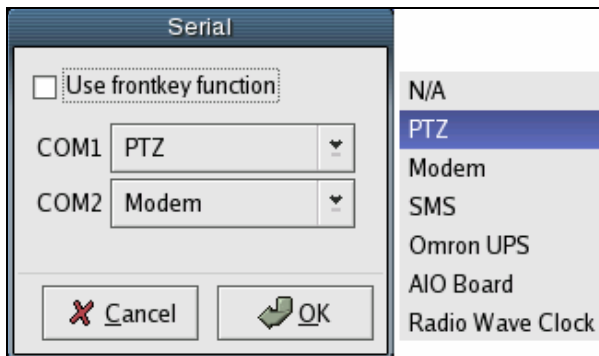 Serial
Use frontkey function
COM1 PTZ
COM2 Modem
Cancel OK
N/A
PTZ
Modem
SMS
Omron UPS
AIO Board
Radio Wave Clock